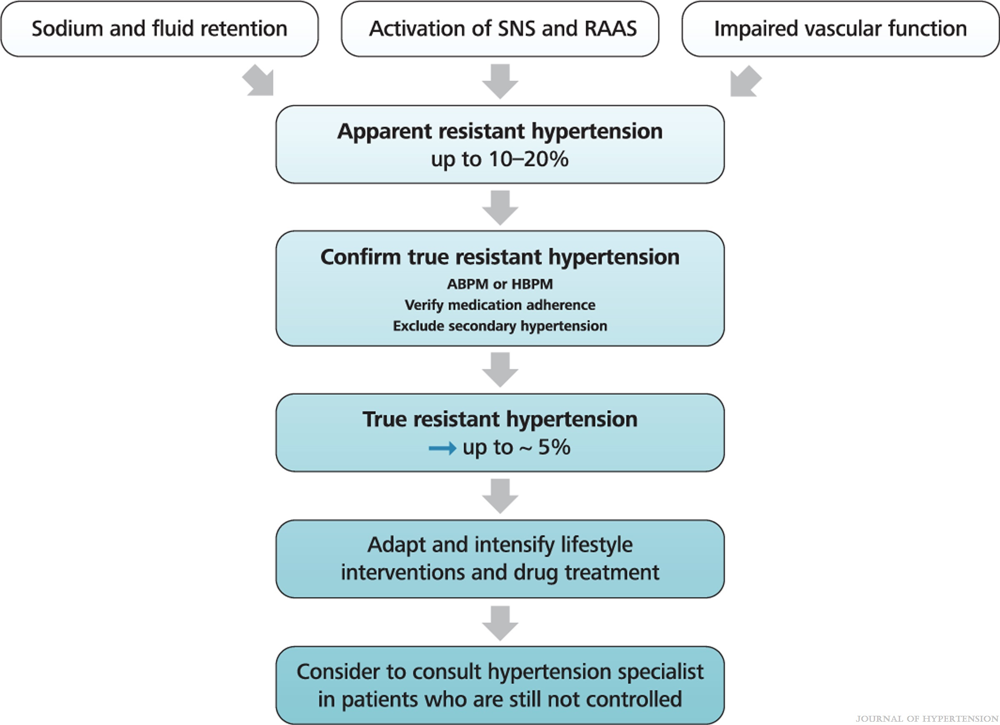 Sodium and fluid retention
Activation of SNS and RAAS
Impaired vascular function
Apparent resistant hypertension
up to 10–20%
Confirm true resistant hypertension
ABPM or HBPM
Verify medication adherence
Exclude secondary hypertension
True resistant hypertension
→ up to ~ 5%
Adapt and intensify lifestyle
interventions and drug treatment
Consider to consult hypertension specialist
in patients who are still not controlled
JOURNAL OF HYPERTENSION